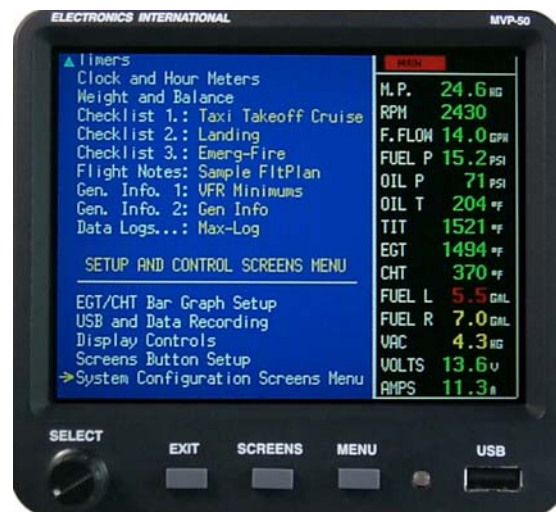 ELECTRONICS INTERNATIONAL
MVP-50
Timers
Clock and Hour Meters
Weight and Balance
Checklist 1.: Taxi Takeoff Cruise
Checklist 2.: Landing
Checklist 3.: Emerg-Fire
Flight Notes: Sample FltPlan
Gen. Info. 1: VFR Minimums
Gen. Info. 2: Gen Info
Data Logs...: Max-Log
SETUP AND CONTROL SCREENS MENU
EGT/CHT Bar Graph Setup
USB and Data Recording
Display Controls
Screens Button Setup
→System Configuration Screens Menu
MAIN
M.P. 24.6 HG
RPM 2430
F.FLOW 14.0 GPH
FUEL P 15.2 PSI
OIL P 71 PSI
OIL T 204 °F
TIT 1521 °F
EGT 1494 °F
CHT 370 °F
FUEL L 5.5 GAL
FUEL R 7.0 GAL
VAC 4.3 HG
VOLTS 13.6 V
AMPS 11.3 A
SELECT
EXIT
SCREENS
MENU
USB